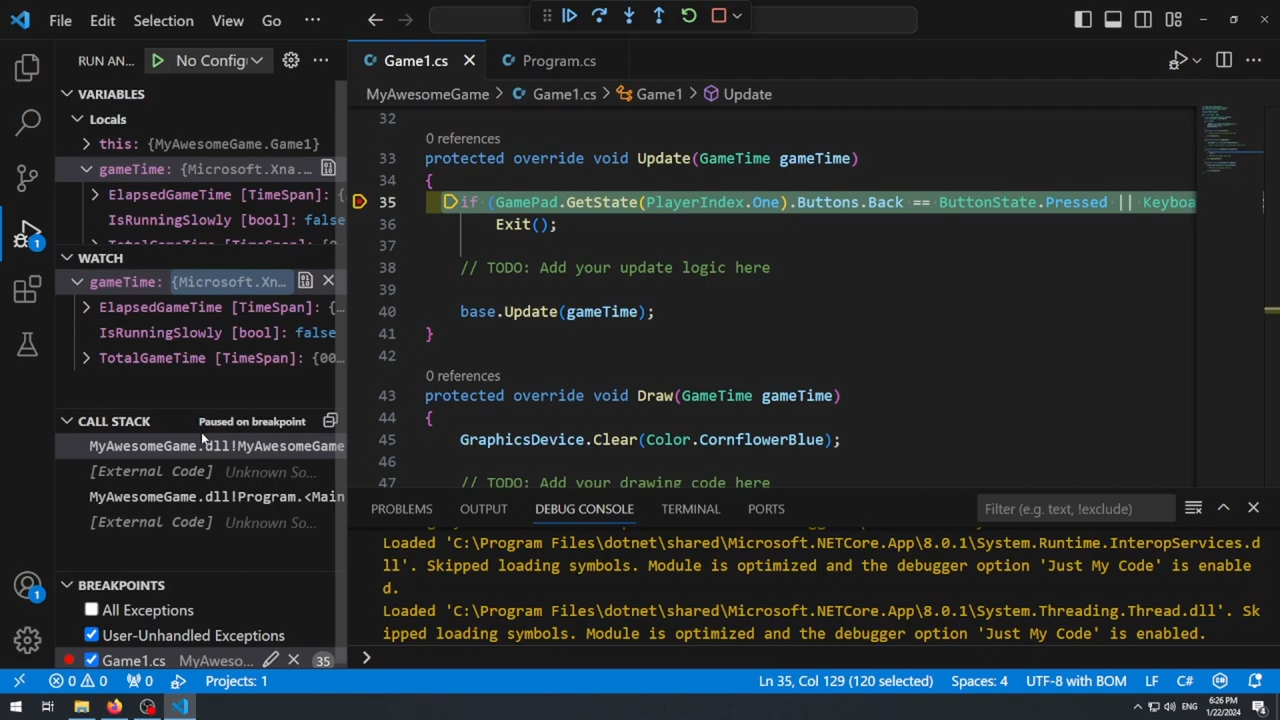 File Edit Selection View Go ···
RUN AN... No Config ···
VARIABLES
Locals
this: {MyAwesomeGame.Game1}
gameTime: {Microsoft.Xna...
ElapsedGameTime [TimeSpan]: {
IsRunningSlowly [bool]: fals
WATCH
gameTime: {Microsoft.Xn...
ElapsedGameTime [TimeSpan]: {...
IsRunningSlowly [bool]: false
TotalGameTime [TimeSpan]: {00...
CALL STACK Paused on breakpoint
MyAwesomeGame.dll!MyAwesomeGame
[External Code] Unknown So...
MyAwesomeGame.dll!Program.<Main
[External Code] Unknown So...
BREAKPOINTS
All Exceptions
User-Unhandled Exceptions
Game1.cs MyAweso... 35
1
1
Game1.cs Program.cs ···
MyAwesomeGame > Game1.cs > Game1 > Update
32
0 references
33 protected override void Update(GameTime gameTime)
34 {
35 if (GamePad.GetState(PlayerIndex.One).Buttons.Back == ButtonState.Pressed || Keyboa
36 Exit();
37
38 // TODO: Add your update logic here
39
40 base.Update(gameTime);
41 }
42
0 references
43 protected override void Draw(GameTime gameTime)
44 {
45 GraphicsDevice.Clear(Color.CornflowerBlue);
46
47 // TODO: Add your drawing code here
PROBLEMS OUTPUT DEBUG CONSOLE TERMINAL PORTS Filter (e.g. text, !exclude)
Loaded 'C:\Program Files\dotnet\shared\Microsoft.NETCore.App\8.0.1\System.Runtime.InteropServices.d
ll'. Skipped loading symbols. Module is optimized and the debugger option 'Just My Code' is enable
d.
Loaded 'C:\Program Files\dotnet\shared\Microsoft.NETCore.App\8.0.1\System.Threading.Thread.dll'. Sk
ipped loading symbols. Module is optimized and the debugger option 'Just My Code' is enabled.
>
0 0 0 Projects: 1 Ln 35, Col 129 (120 selected) Spaces: 4 UTF-8 with BOM LF C#
ENG 6:26 PM
1/22/2024 4